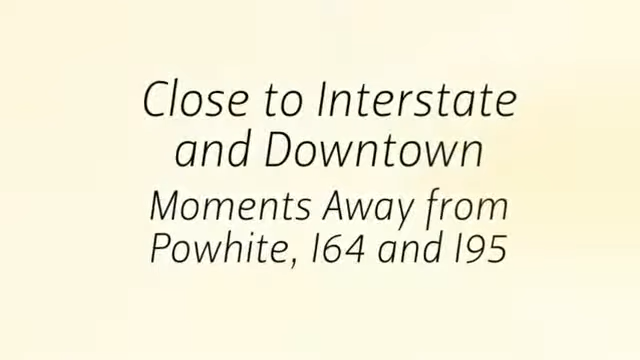 Close to Interstate
and Downtown
Moments Away from
Powhite, I64 and I95